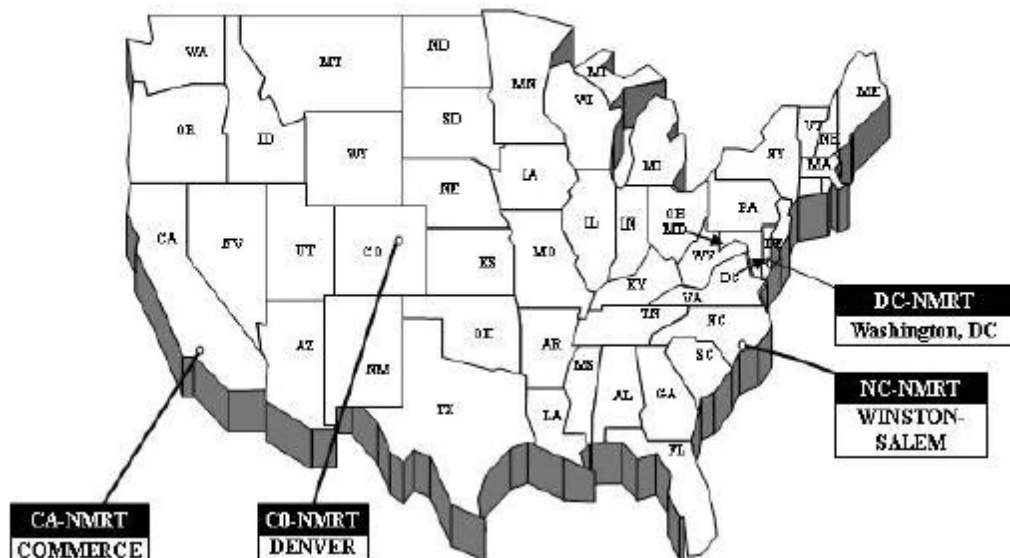 WA
MT
ND
MN
MI
ME
OR
ID
SD
WI
VT
NH
WY
MI
NY
MA
IA
NE
PA
CA
NV
UT
CO
IL
IN
OH
MD
DE
KS
MO
WV
DC
KY
VA
TN
NC
AZ
NM
OK
AR
MS
SC
TX
LA
AL
GA
FL
DC-NMRT
Washington, DC
NC-NMRT
WINSTON-
SALEM
CA-NMRT
COMMERCE
C0-NMRT
DENVER